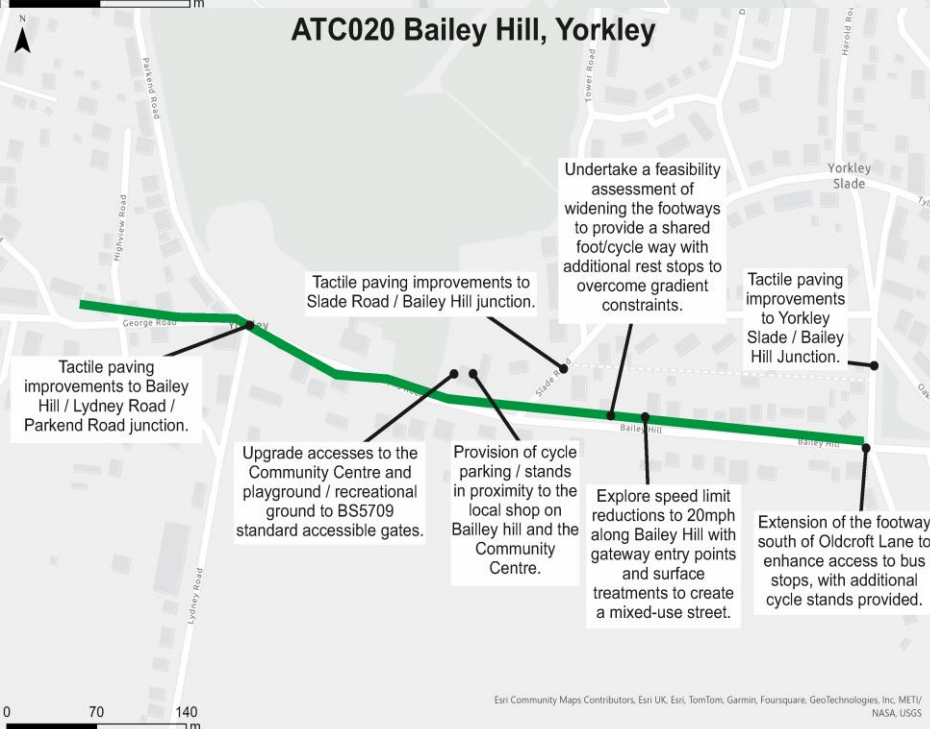 m
N
ATC020 Bailey Hill, Yorkley
Parkend Road
Tower Road
Harold Ro
D
Highview Road
Yorkley
Slade
Tyl
Undertake a feasibility
assessment of
widening the footways
to provide a shared
foot/cycle way with
additional rest stops to
overcome gradient
constraints.
Tactile paving improvements to
Slade Road / Bailey Hill junction.
Tactile paving
improvements
to Yorkley
Slade / Bailey
Hill Junction.
George Road
Slade Road
Oak
Tactile paving
improvements to Bailey
Hill / Lydney Road /
Parkend Road junction.
Bailey Hill
Bailey Hill
Upgrade accesses to the
Community Centre and
playground / recreational
ground to BS5709
standard accessible gates.
Provision of cycle
parking / stands
in proximity to the
local shop on
Bailley hill and the
Community
Centre.
Explore speed limit
reductions to 20mph
along Bailey Hill with
gateway entry points
and surface
treatments to create
a mixed-use street.
Extension of the footway
south of Oldcroft Lane to
enhance access to bus
stops, with additional
cycle stands provided.
Lydney Road
Esri Community Maps Contributors, Esri UK, Esri, TomTom, Garmin, Foursquare, GeoTechnologies, Inc, METI/
NASA, USGS
0 70 140
m